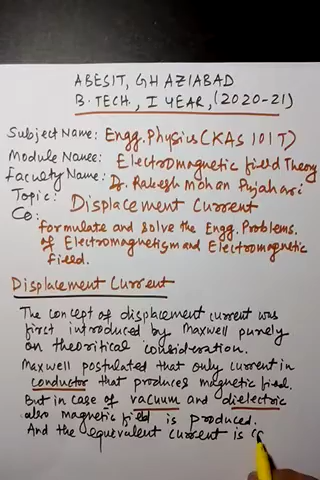 ABESIT, GHAZIABAD
B.TECH., I YEAR, (2020-21)
Subject Name: Engg. Physics (KAS 101T)
Module Name: Electromagnetic field Theory
Faculty Name: Dr. Rakesh Mohan Pujahari
Topic: Displacement Current
Co:
formulate and solve the Engg. Problems
of Electromagnetism and Electromagnetic
field.
Displacement Current
The concept of displacement current was
first introduced by Maxwell purely
on theoritical consideration.
Maxwell postulated that only current in
conductor that produces magnetic field.
But in case of vacuum and dielectric
also magnetic field is produced.
And the equivalent current is